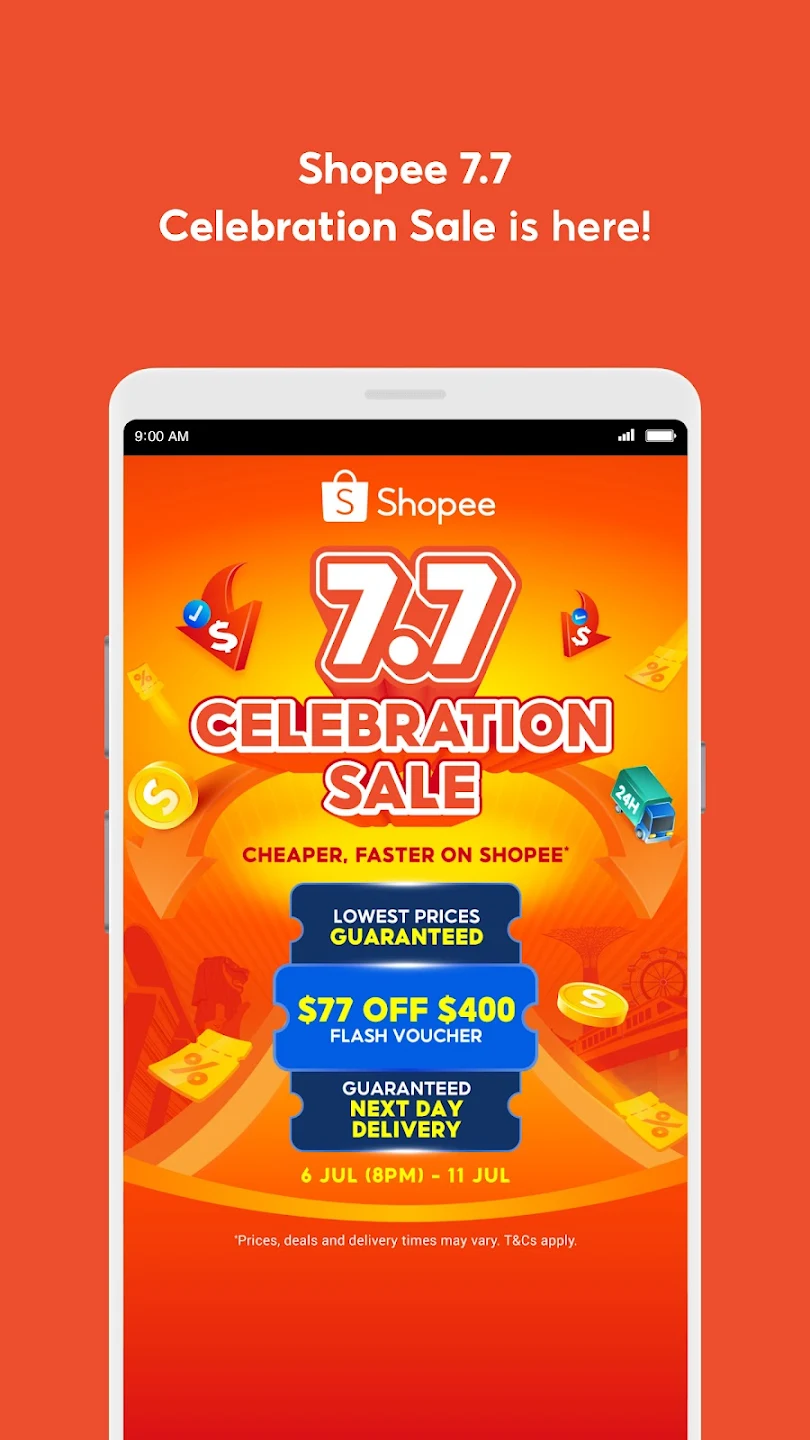 Shopee 7.7
Celebration Sale is here!
9:00 AM
S Shopee
7.7
CELEBRATION
SALE
24H
CHEAPER, FASTER ON SHOPEE*
LOWEST PRICES
GUARANTEED
$77 OFF $400
FLASH VOUCHER
GUARANTEED
NEXT DAY
DELIVERY
6 JUL (8PM) - 11 JUL
*Prices, deals and delivery times may vary. T&Cs apply.